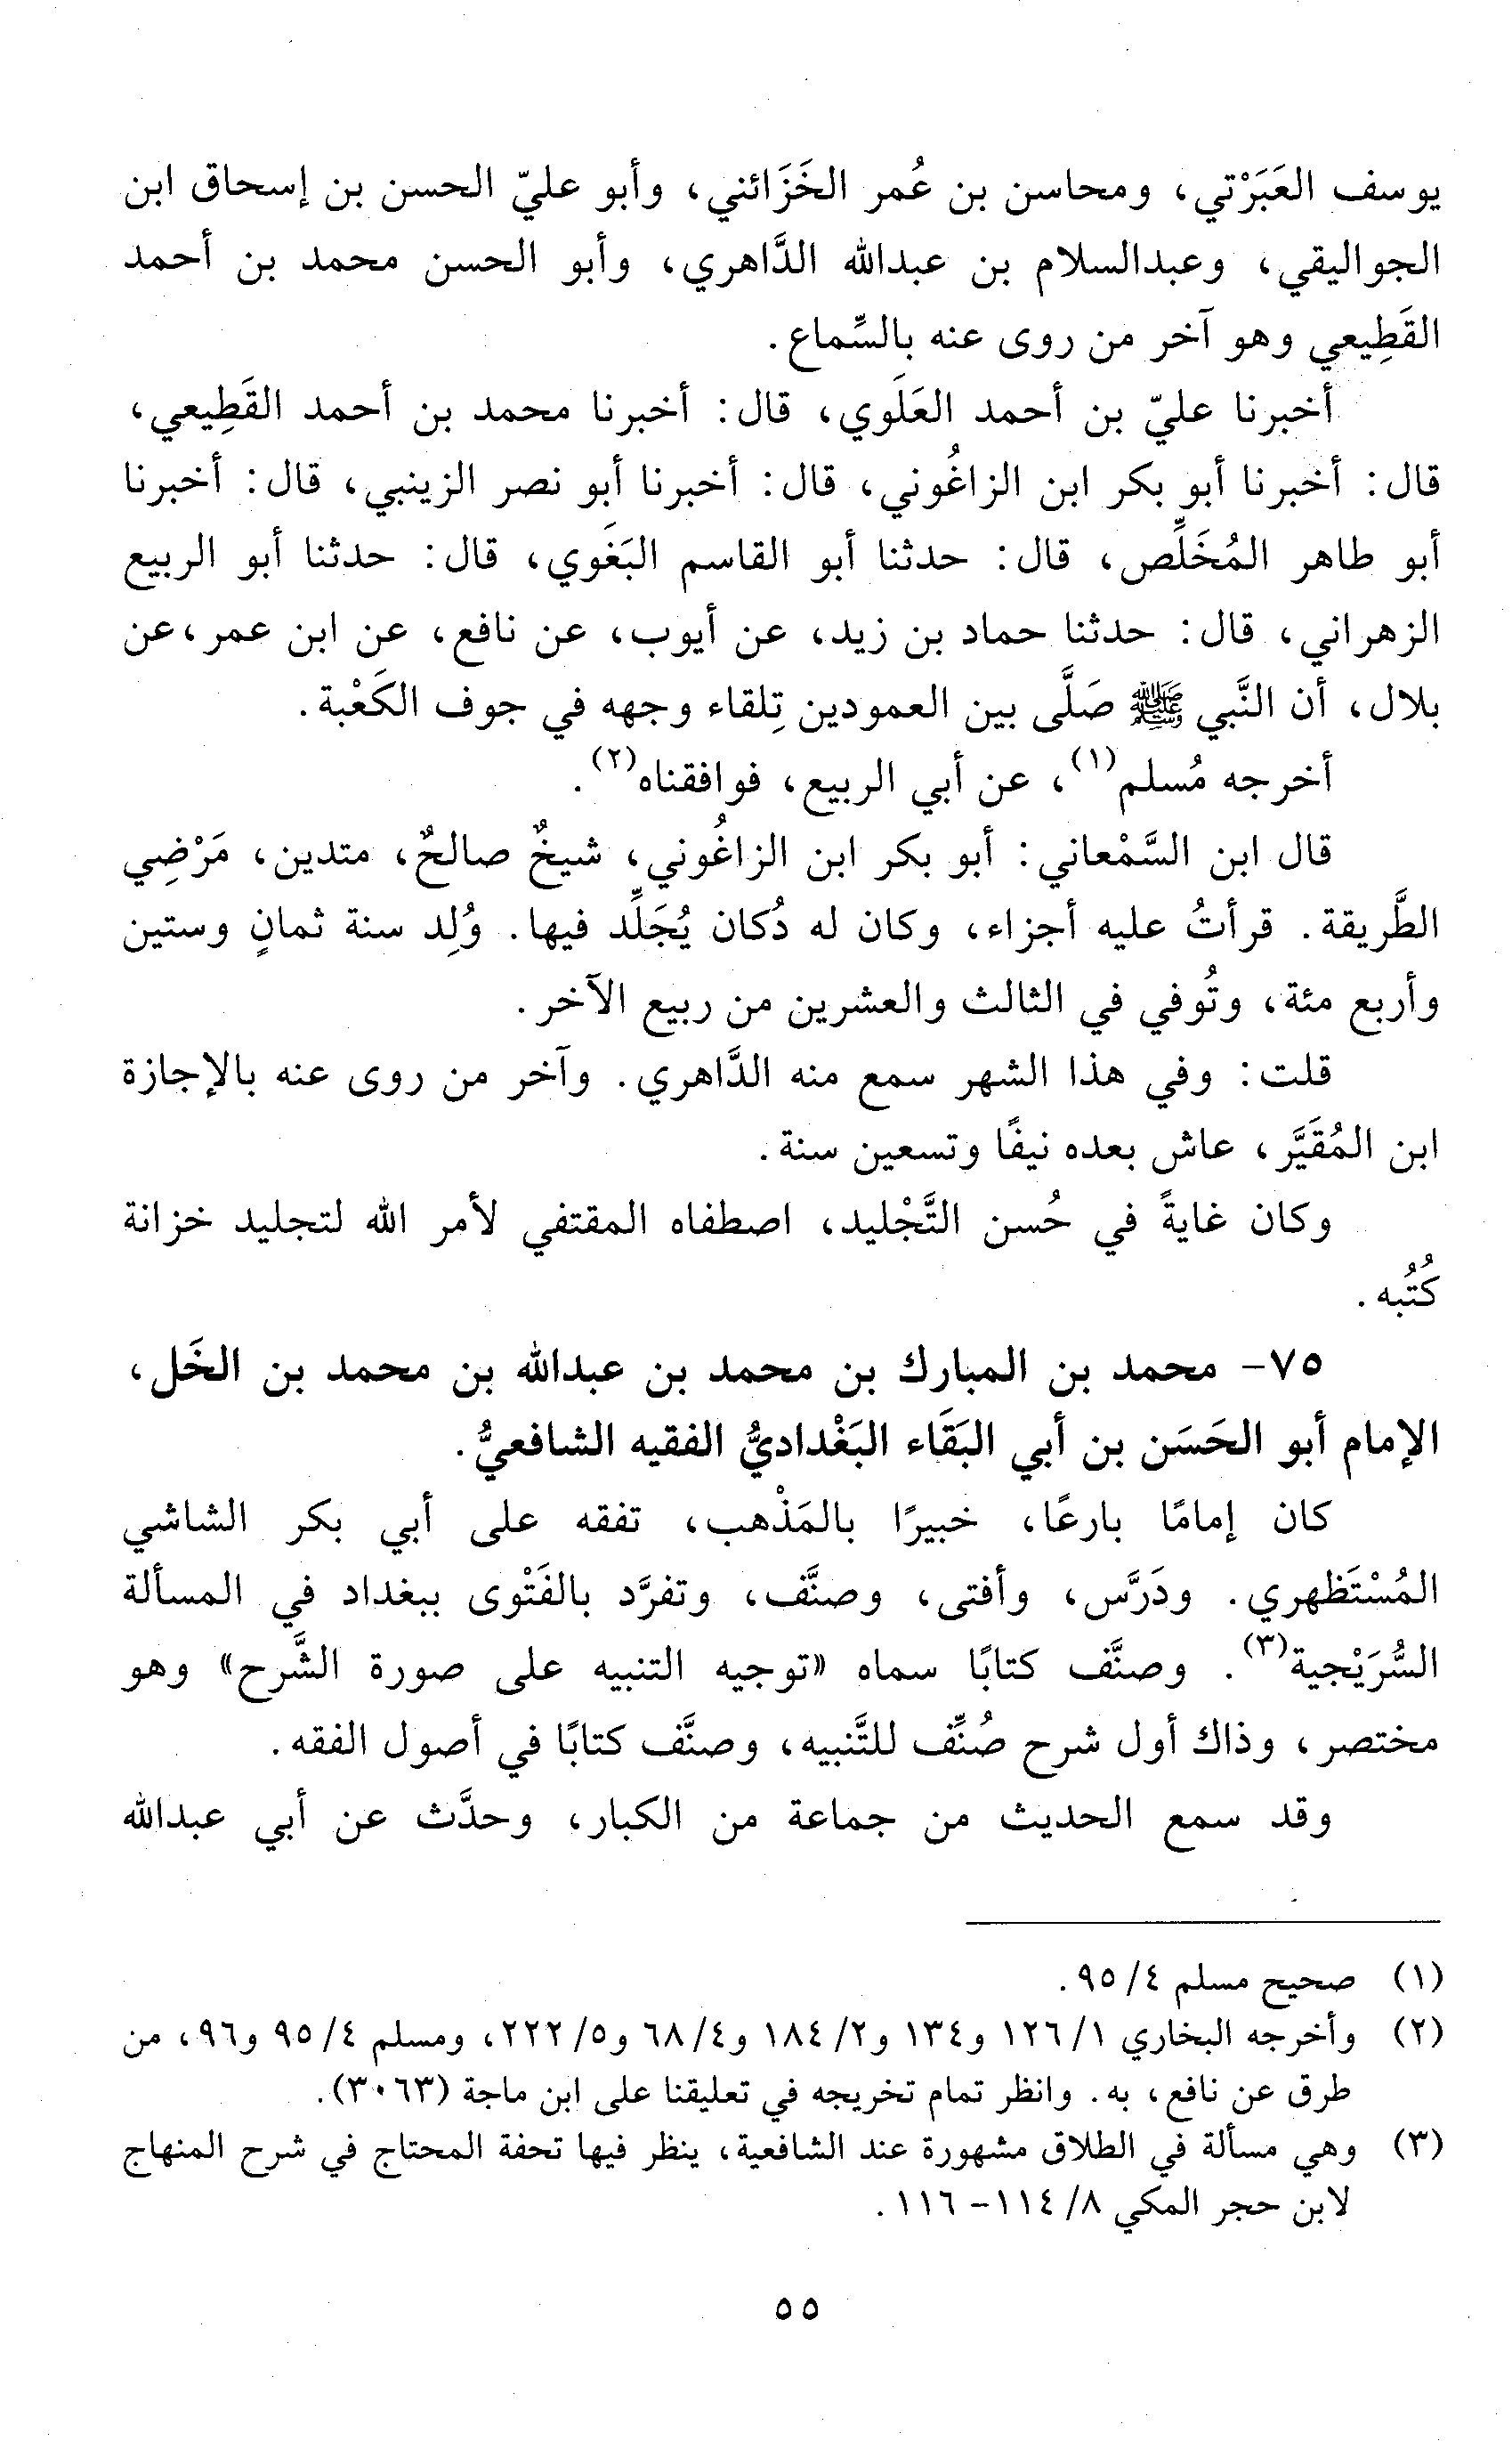 يوسف العَبَرْتي، ومحاسن بن عُمر الخَزَائني، وأبو عليّ الحسن بن إسحاق ابن
الجواليقي، وعبدالسلام بن عبدالله الدَّاهري، وأبو الحسن محمد بن أحمد
القَطِيعي وهو آخر من روى عنه بالسَّماع.
أخبرنا عليّ بن أحمد العَلَوي، قال: أخبرنا محمد بن أحمد القَطِيعي،
قال: أخبرنا أبو بكر ابن الزاغُوني، قال: أخبرنا أبو نصر الزينبي، قال: أخبرنا
أبو طاهر المُخَلِّص، قال: حدثنا أبو القاسم البَغَوي، قال: حدثنا أبو الربيع
الزهراني، قال: حدثنا حماد بن زيد، عن أيوب، عن نافع، عن ابن عمر،عن
بلال، أن النَّبي ﷺ صَلَّى بين العمودين تِلقاء وجهه في جوف الكَعْبة.
أخرجه مُسلم(١)، عن أبي الربيع، فوافقناه(٢).
قال ابن السَّمْعاني: أبو بكر ابن الزاغُوني، شيخٌ صالحٌ، متدين، مَرْضِي
الطَّريقة. قرأتُ عليه أجزاء، وكان له دُكان يُجَلِّد فيها. وُلِد سنة ثمانٍ وستين
وأربع مئة، وتُوفي في الثالث والعشرين من ربيع الآخر.
قلت: وفي هذا الشهر سمع منه الدَّاهري. وآخر من روى عنه بالإجازة
ابن المُقَيَّر، عاش بعده نيفًا وتسعين سنة.
وكان غايةً في حُسن التَّجْليد، اصطفاه المقتفي لأمر الله لتجليد خزانة
كُتُبه.
٧٥- محمد بن المبارك بن محمد بن عبدالله بن محمد بن الخَل،
الإمام أبو الحَسَن بن أبي البَقَاء البَغْداديُّ الفقيه الشافعيُّ.
كان إمامًا بارعًا، خبيرًا بالمَذْهب، تفقه على أبي بكر الشاشي
المُسْتَظهري. ودَرَّس، وأفتى، وصنَّف، وتفرَّد بالفَتْوى ببغداد في المسألة
السُّرَيْجية(٣). وصنَّف كتابًا سماه «توجيه التنبيه على صورة الشَّرح» وهو
مختصر، وذاك أول شرح صُنِّف للتَّنبيه، وصنَّف كتابًا في أصول الفقه.
وقد سمع الحديث من جماعة من الكبار، وحدَّث عن أبي عبدالله
(١) صحيح مسلم ٤/ ٩٥.
(٢) وأخرجه البخاري ١/ ١٢٦ و١٣٤ و٢/ ١٨٤ و٤/ ٦٨ و٥/ ٢٢٢، ومسلم ٤/ ٩٥ و٩٦، من
طرق عن نافع، به. وانظر تمام تخريجه في تعليقنا على ابن ماجة (٣٠٦٣).
(٣) وهي مسألة في الطلاق مشهورة عند الشافعية، ينظر فيها تحفة المحتاج في شرح المنهاج
لابن حجر المكي ٨/ ١١٤- ١١٦.
٥٥